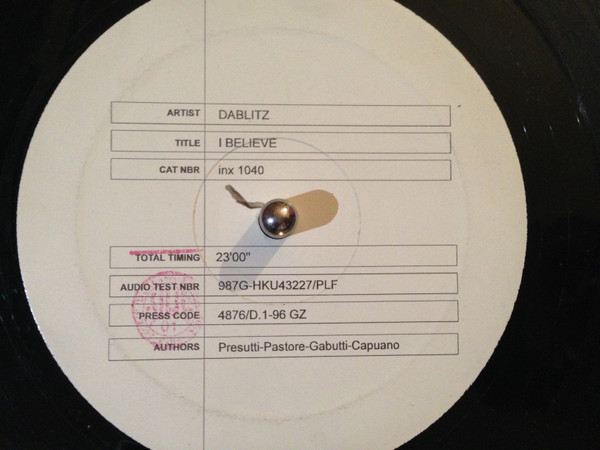 ARTIST DABLITZ
TITLE I BELIEVE
CAT NBR inx 1040
TOTAL TIMING 23'00"
AUDIO TEST NBR 987G-HKU43227/PLF
PRESS CODE 4876/D.1-96 GZ
AUTHORS Presutti-Pastore-Gabutti-Capuano